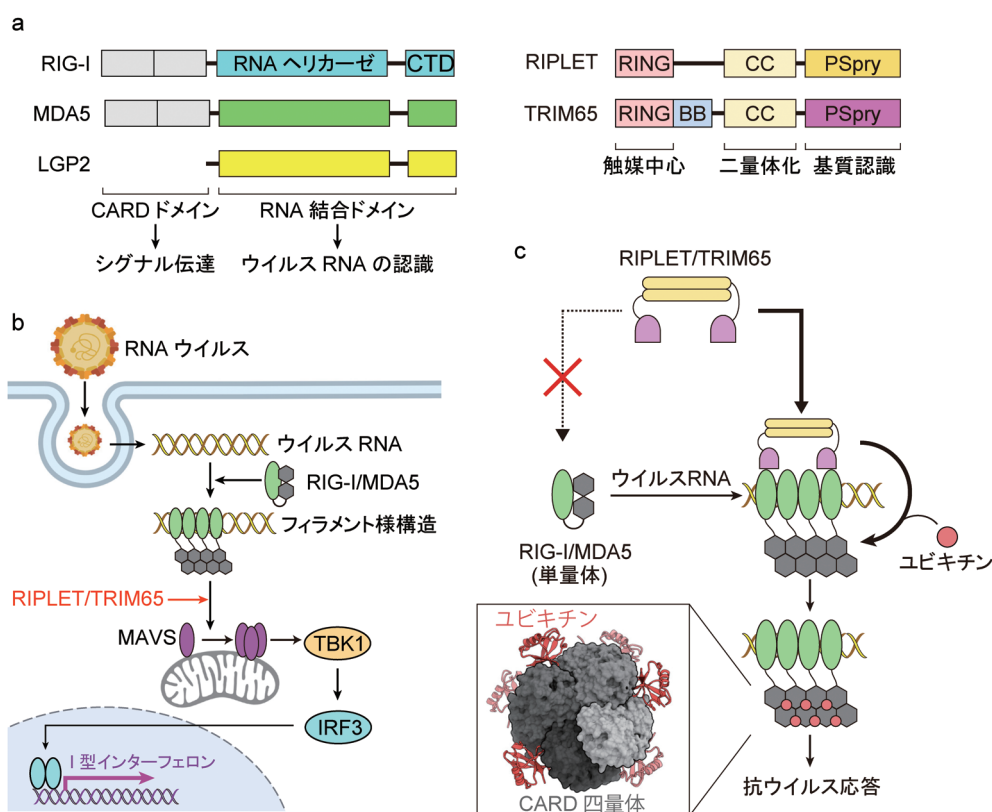 a
RIG-I
RNA ヘリカーゼ
CTD
MDA5
LGP2
CARD ドメイン
RNA 結合ドメイン
シグナル伝達
ウイルス RNA の認識
RIPLET
RING
CC
PSpry
TRIM65
RING
BB
CC
PSpry
触媒中心
二量体化
基質認識
b
RNA ウイルス
ウイルス RNA
RIG-I/MDA5
フィラメント様構造
RIPLET/TRIM65
MAVS
TBK1
IRF3
I 型インターフェロン
c
RIPLET/TRIM65
ウイルスRNA
RIG-I/MDA5
(単量体)
ユビキチン
ユビキチン
CARD 四量体
抗ウイルス応答